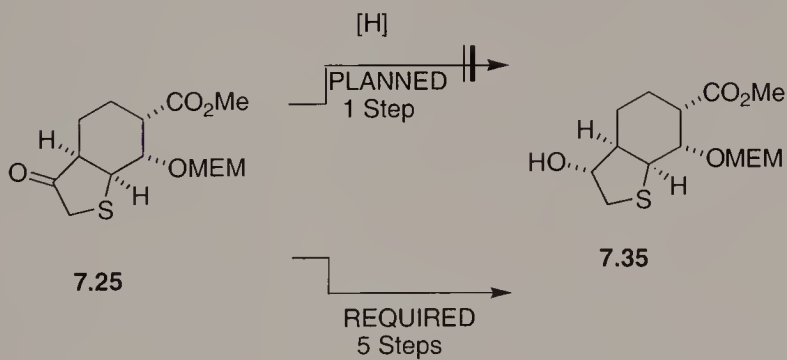 [H]
PLANNED
1 Step
CO2Me
H
O
OMEM
S
H
7.25
CO2Me
H
HO
OMEM
S
H
7.35
REQUIRED
5 Steps